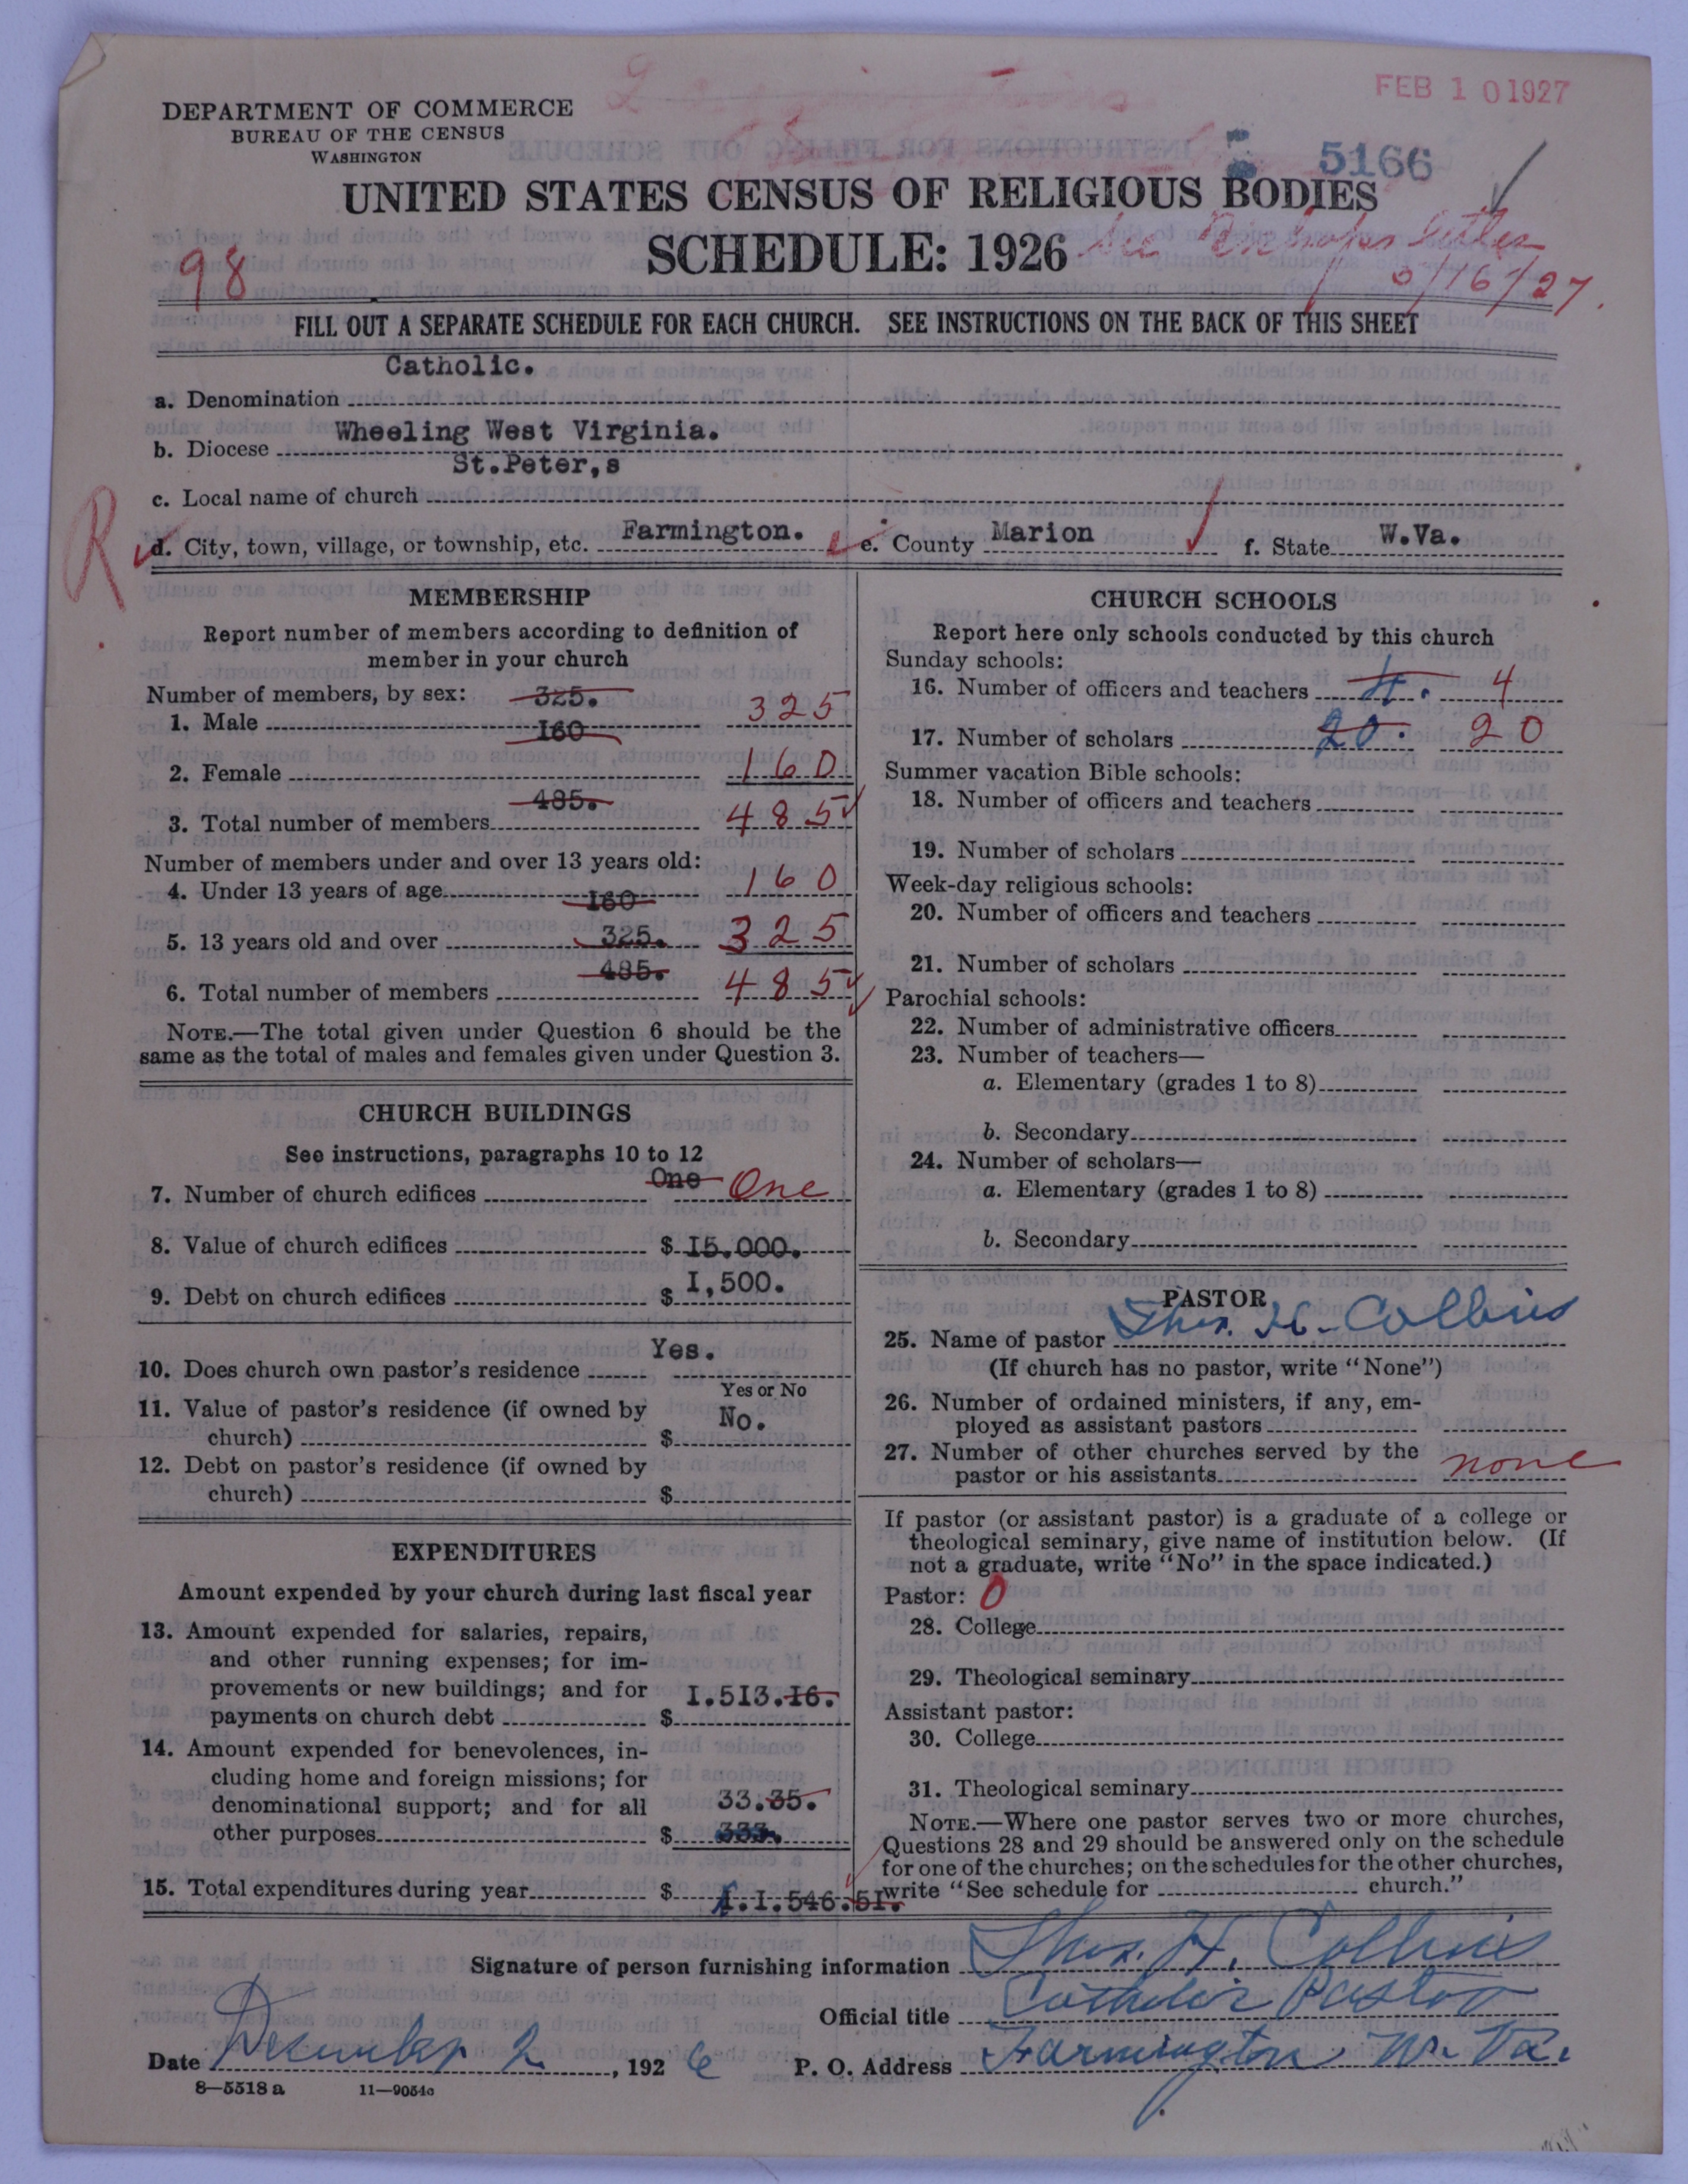 FEB 10 1927
DEPARTMENT OF COMMERCE
BUREAU OF THE CENSUS
WASHINGTON
5166
UNITED STATES CENSUS OF RELIGIOUS BODIES
SCHEDULE: 1926
98
See
/16/27.
FILL OUT A SEPARATE SCHEDULE FOR EACH CHURCH. SEE INSTRUCTIONS ON THE BACK OF THIS SHEET
a. Denomination Catholic.
b. Diocese Wheeling West Virginia.
c. Local name of church St.Peter,s
R
d. City, town, village, or township, etc. Farmington. e. County Marion f. State W.Va.
MEMBERSHIP
Report number of members according to definition of
member in your church
Number of members, by sex:
1. Male 325. 325
2. Female 160 160
3. Total number of members 485. 485
Number of members under and over 13 years old:
4. Under 13 years of age 160 160
5. 13 years old and over 325. 325
6. Total number of members 485. 485
NOTE.—The total given under Question 6 should be the
same as the total of males and females given under Question 3.
CHURCH BUILDINGS
See instructions, paragraphs 10 to 12
7. Number of church edifices One One
8. Value of church edifices $ 15.000.
9. Debt on church edifices $ 1,500.
10. Does church own pastor's residence Yes.
Yes or No
11. Value of pastor's residence (if owned by
church) $ No.
12. Debt on pastor's residence (if owned by
church) $
EXPENDITURES
Amount expended by your church during last fiscal year
13. Amount expended for salaries, repairs,
and other running expenses; for im-
provements or new buildings; and for
payments on church debt $ 1.513.16.
14. Amount expended for benevolences, in-
cluding home and foreign missions; for
denominational support; and for all 33.35.
other purposes $ 333.
15. Total expenditures during year $ 1.546.51.
CHURCH SCHOOLS
Report here only schools conducted by this church
Sunday schools:
16. Number of officers and teachers 4. 4
17. Number of scholars 20. 20
Summer vacation Bible schools:
18. Number of officers and teachers
19. Number of scholars
Week-day religious schools:
20. Number of officers and teachers
21. Number of scholars
Parochial schools:
22. Number of administrative officers
23. Number of teachers—
a. Elementary (grades 1 to 8)
b. Secondary
24. Number of scholars—
a. Elementary (grades 1 to 8)
b. Secondary
PASTOR
25. Name of pastor Thos. H. Collins
(If church has no pastor, write "None")
26. Number of ordained ministers, if any, em-
ployed as assistant pastors
27. Number of other churches served by the
pastor or his assistants none
If pastor (or assistant pastor) is a graduate of a college or
theological seminary, give name of institution below. (If
not a graduate, write "No" in the space indicated.)
Pastor: 0
28. College
29. Theological seminary
Assistant pastor:
30. College
31. Theological seminary
NOTE.—Where one pastor serves two or more churches,
Questions 28 and 29 should be answered only on the schedule
for one of the churches; on the schedules for the other churches,
write "See schedule for church."
Signature of person furnishing information Thos. H. Collins
Official title Catholic Pastor
Date December 2, 1926 P. O. Address Farmington W. Va.
8—5518 a 11—9054c